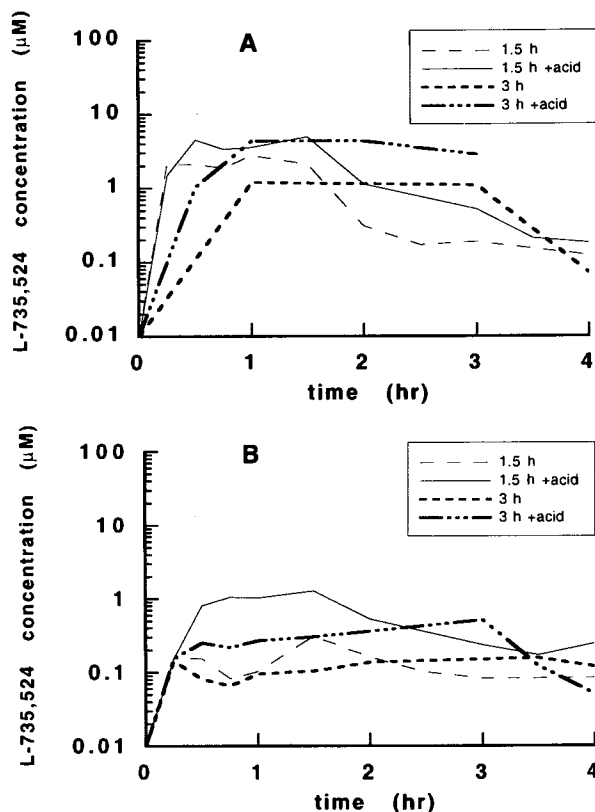 L-735,524 concentration (µM)
A
100
10
1
0.1
0.01
0
1
2
3
4
time (hr)
1.5 h
1.5 h +acid
3 h
3 h +acid
L-735,524 concentration (µM)
B
100
10
1
0.1
0.01
0
1
2
3
4
time (hr)
1.5 h
1.5 h +acid
3 h
3 h +acid